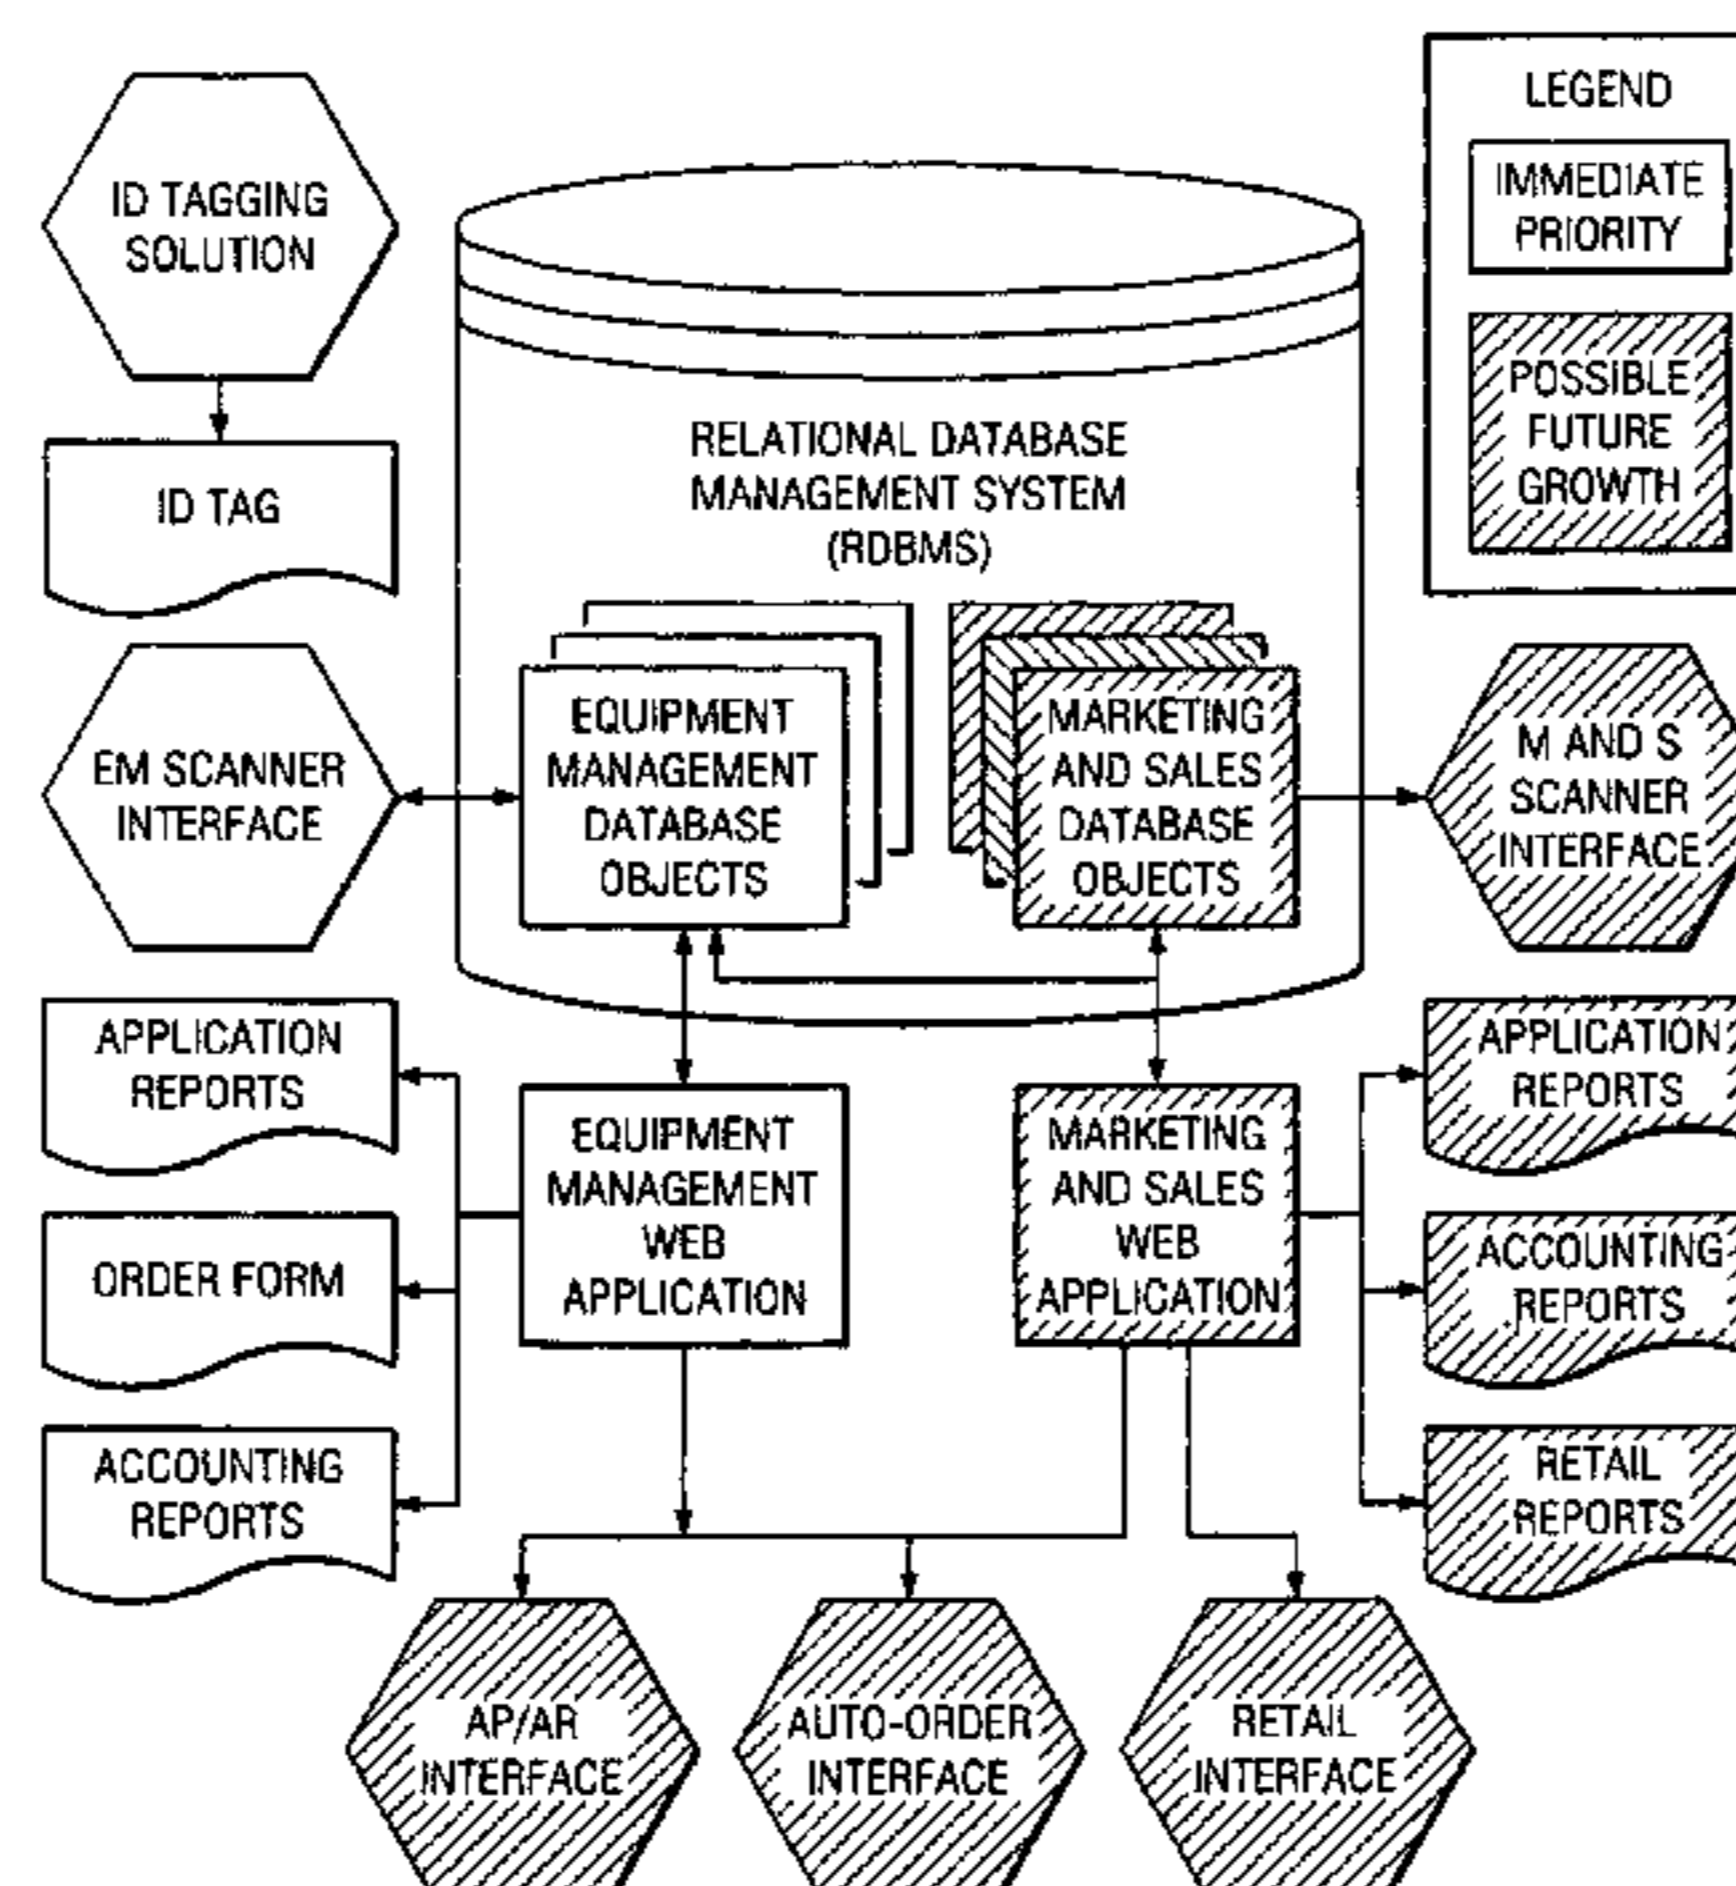 LEGEND
IMMEDIATE
PRIORITY
POSSIBLE
FUTURE
GROWTH
ID TAGGING
SOLUTION
ID TAG
RELATIONAL DATABASE
MANAGEMENT SYSTEM
(RDBMS)
EM SCANNER
INTERFACE
EQUIPMENT
MANAGEMENT
DATABASE
OBJECTS
MARKETING
AND SALES
DATABASE
OBJECTS
M AND S
SCANNER
INTERFACE
APPLICATION
REPORTS
ORDER FORM
ACCOUNTING
REPORTS
EQUIPMENT
MANAGEMENT
WEB
APPLICATION
MARKETING
AND SALES
WEB
APPLICATION
APPLICATION
REPORTS
ACCOUNTING
REPORTS
RETAIL
REPORTS
AP/AR
INTERFACE
AUTO-ORDER
INTERFACE
RETAIL
INTERFACE